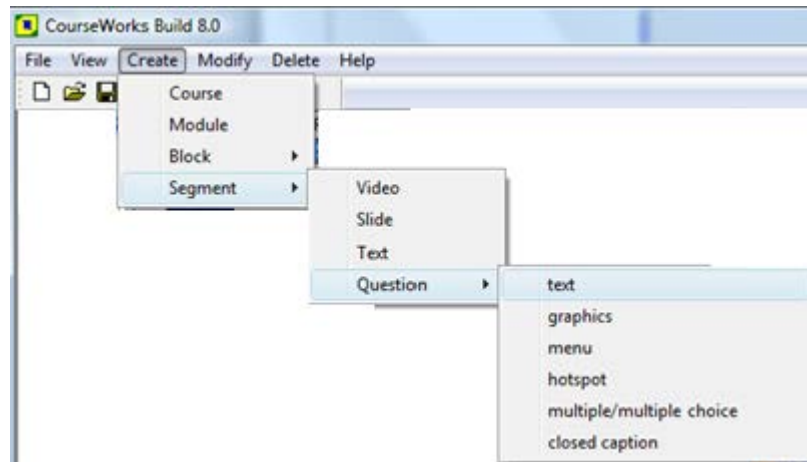 CourseWorks Build 8.0
File View Create Modify Delete Help
Course
Module
Block
Segment
Video
Slide
Text
Question
text
graphics
menu
hotspot
multiple/multiple choice
closed caption